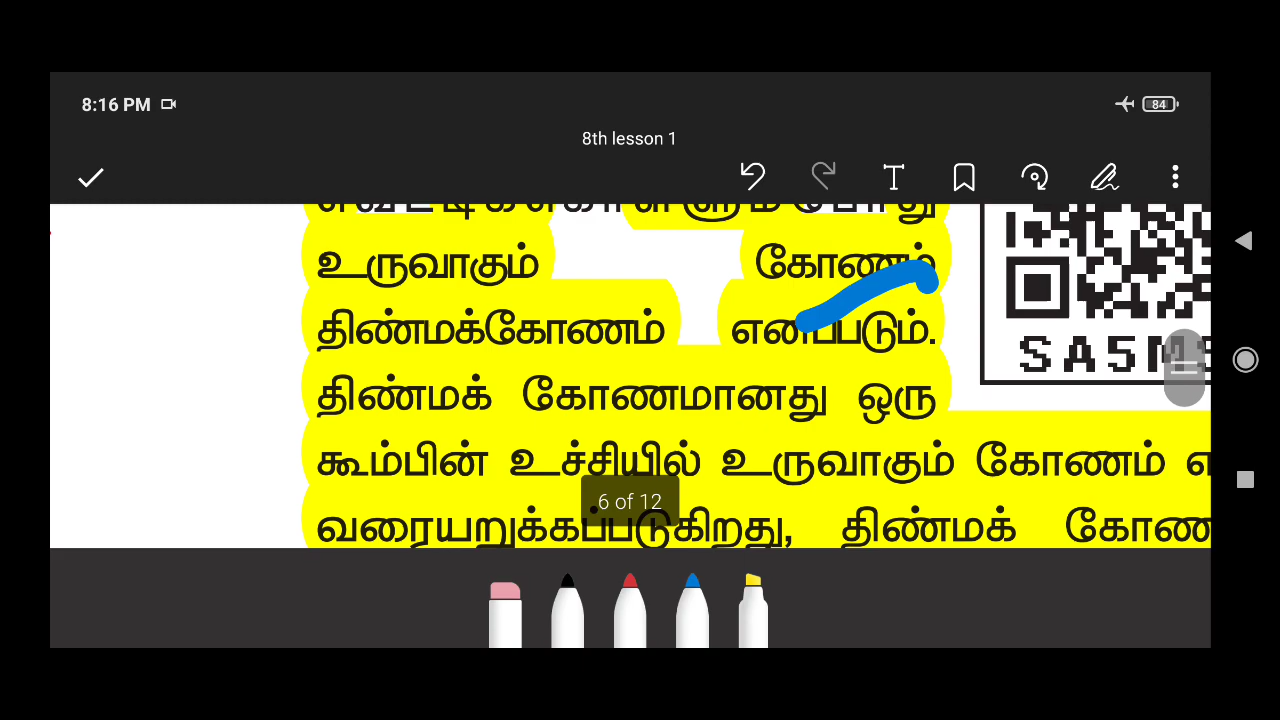 8:16 PM
84
8th lesson 1
உருவாகும் கோணம்
திண்மக்கோணம் எனப்படும்.
திண்மக் கோணமானது ஒரு
கூம்பின் உச்சியில் உருவாகும் கோணம்
வரையறுக்கப்படுகிறது, திண்மக்
6 of 12